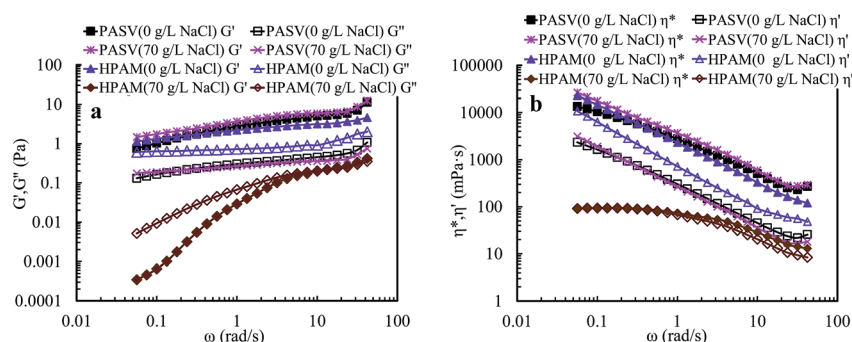 PASV(0 g/L NaCl) G' PASV(0 g/L NaCl) G"
PASV(70 g/L NaCl) G' PASV(70 g/L NaCl) G"
HPAM(0 g/L NaCl) G' HPAM(0 g/L NaCl) G"
HPAM(70 g/L NaCl) G' HPAM(70 g/L NaCl) G"
100
10
1
0.1
0.01
0.001
0.0001
G',G" (Pa)
a
0.01 0.1 1 10 100
ω (rad/s)
PASV(0 g/L NaCl) η* PASV(0 g/L NaCl) η'
PASV(70 g/L NaCl) η* PASV(70 g/L NaCl) η'
HPAM(0 g/L NaCl) η* HPAM(0 g/L NaCl) η'
HPAM(70 g/L NaCl) η* HPAM(70 g/L NaCl) η'
100000
10000
1000
100
10
1
η*,η' (mPa·s)
b
0.01 0.1 1 10 100
ω (rad/s)